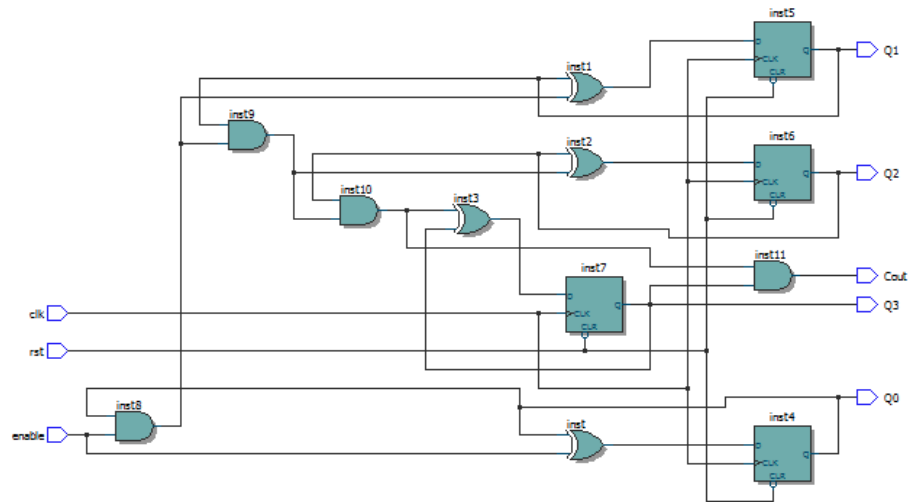 inst5
D
Q
CLK
CLR
Q1
inst1
inst9
inst6
D
Q
CLK
CLR
Q2
inst2
inst10
inst3
inst11
Cout
inst7
D
Q
CLK
CLR
Q3
clk
rst
inst8
enable
inst
inst4
D
Q
CLK
CLR
Q0